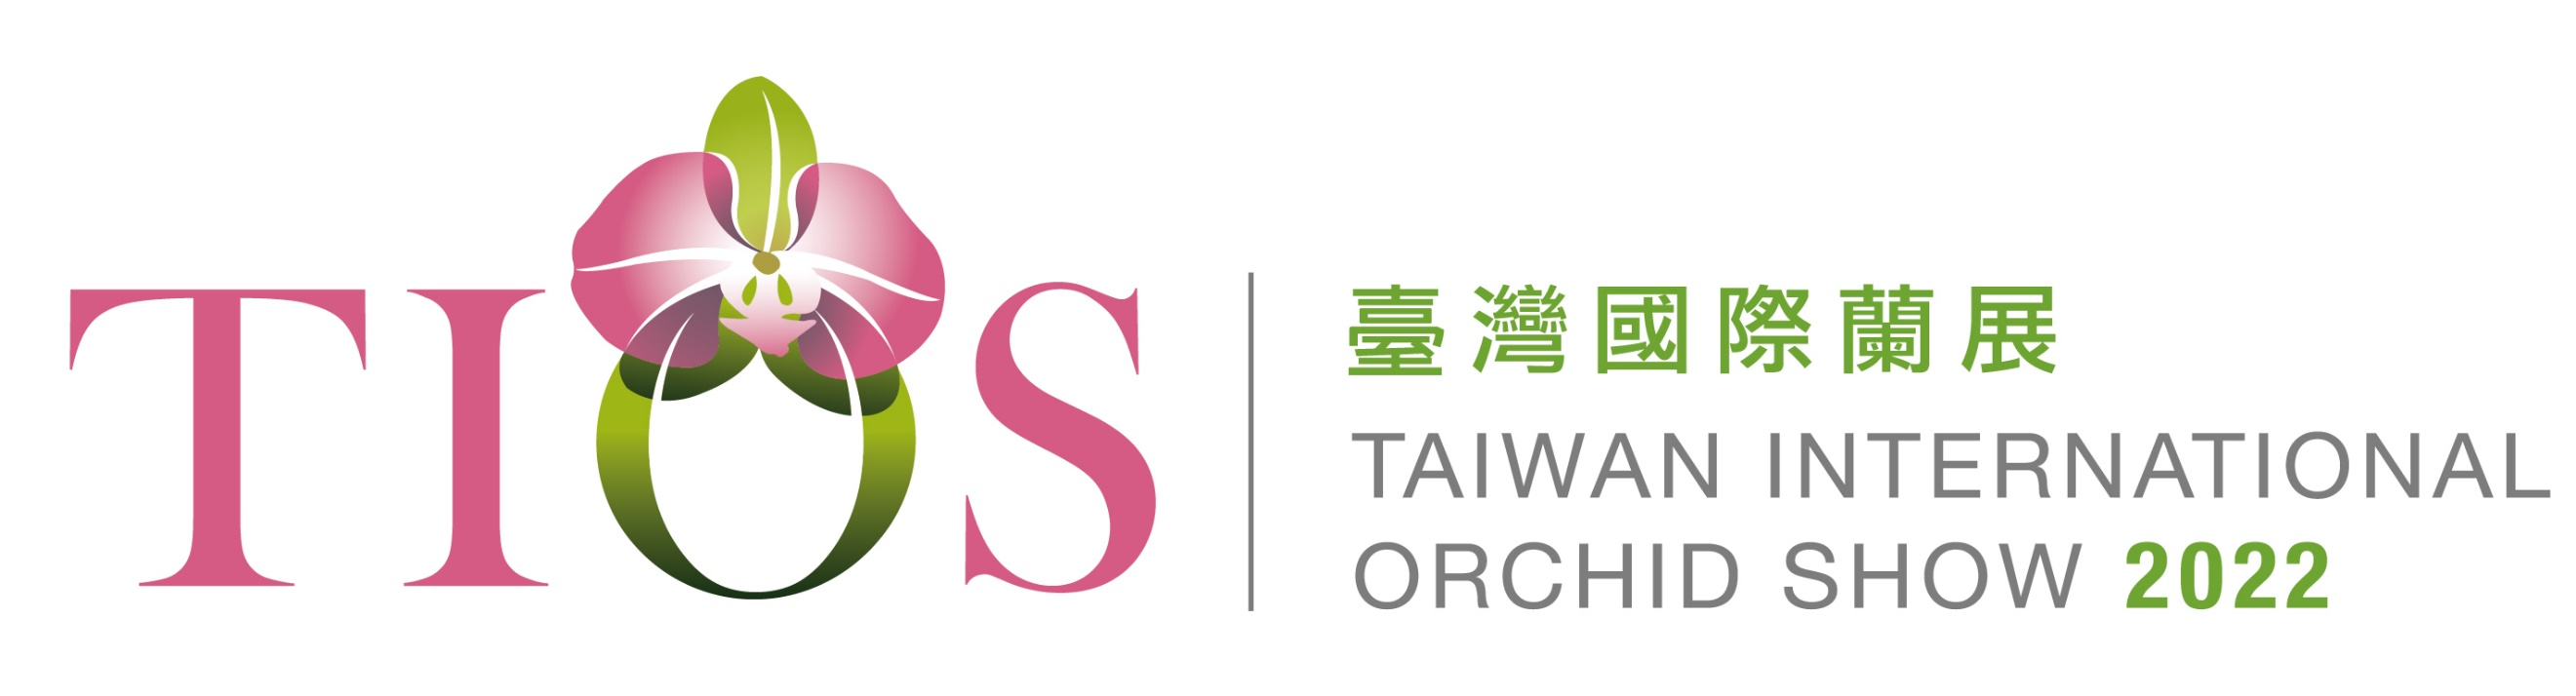 TIOS
臺灣國際蘭展
TAIWAN INTERNATIONAL
ORCHID SHOW 2022